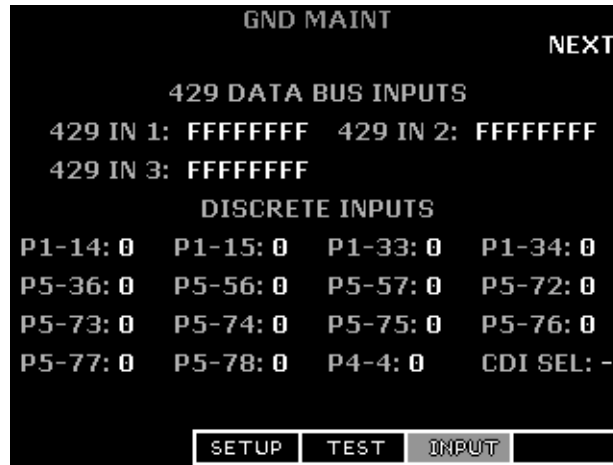 GND MAINT
NEXT
429 DATA BUS INPUTS
429 IN 1: FFFFFFFF 429 IN 2: FFFFFFFF
429 IN 3: FFFFFFFF
DISCRETE INPUTS
P1-14: 0 P1-15: 0 P1-33: 0 P1-34: 0
P5-36: 0 P5-56: 0 P5-57: 0 P5-72: 0
P5-73: 0 P5-74: 0 P5-75: 0 P5-76: 0
P5-77: 0 P5-78: 0 P4-4: 0 CDI SEL: -
SETUP TEST INPUT